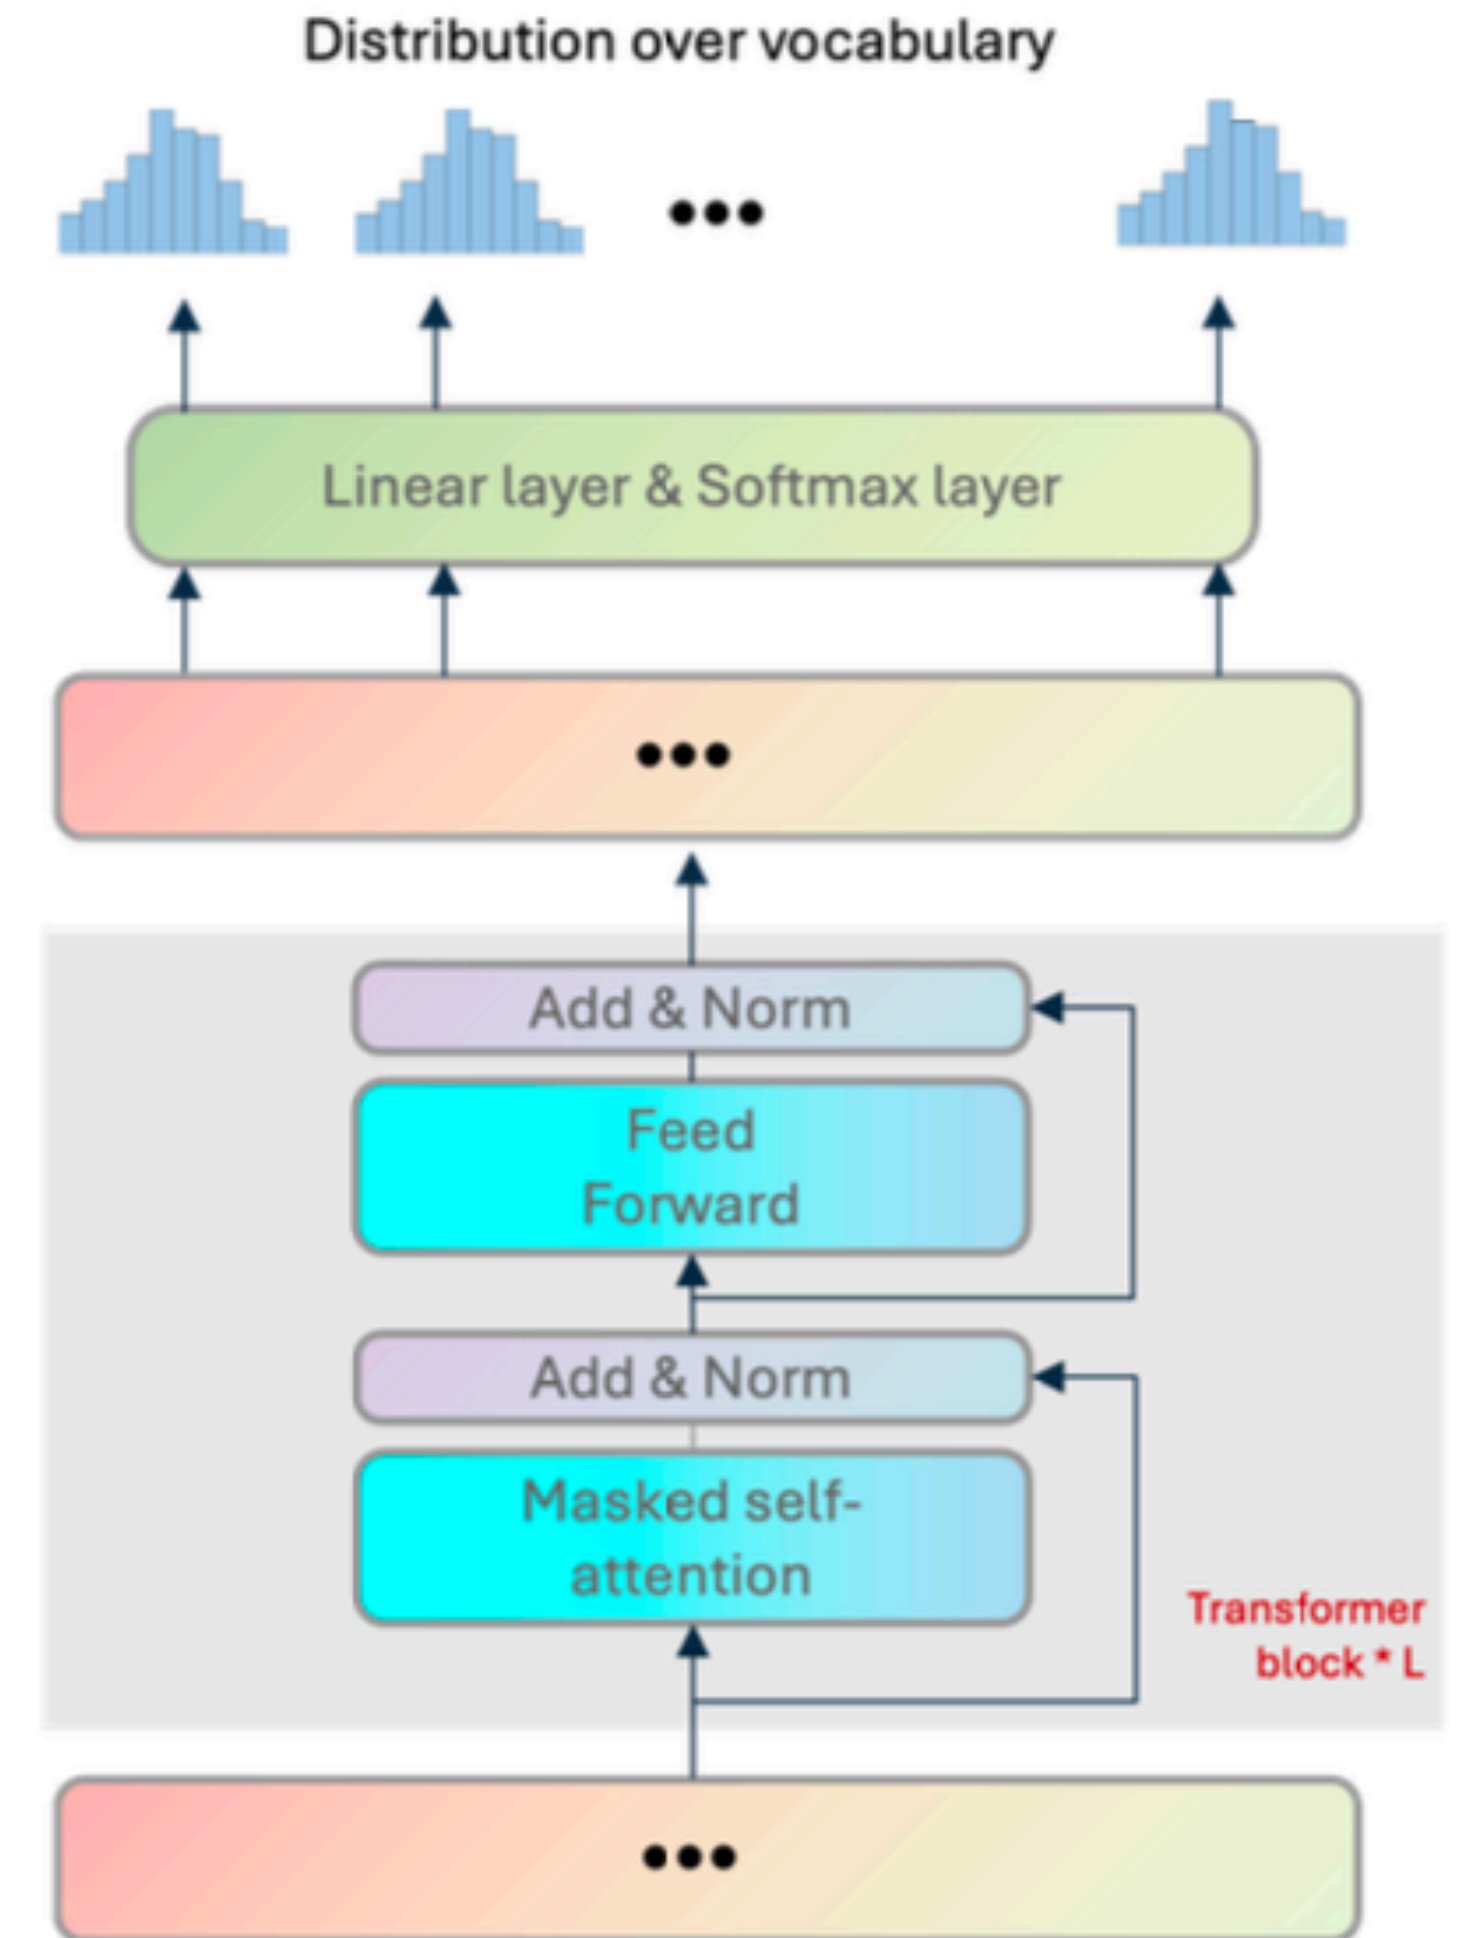 Distribution over vocabulary
Linear layer & Softmax layer
Add & Norm
Feed
Forward
Add & Norm
Masked self-
attention
Transformer
block * L